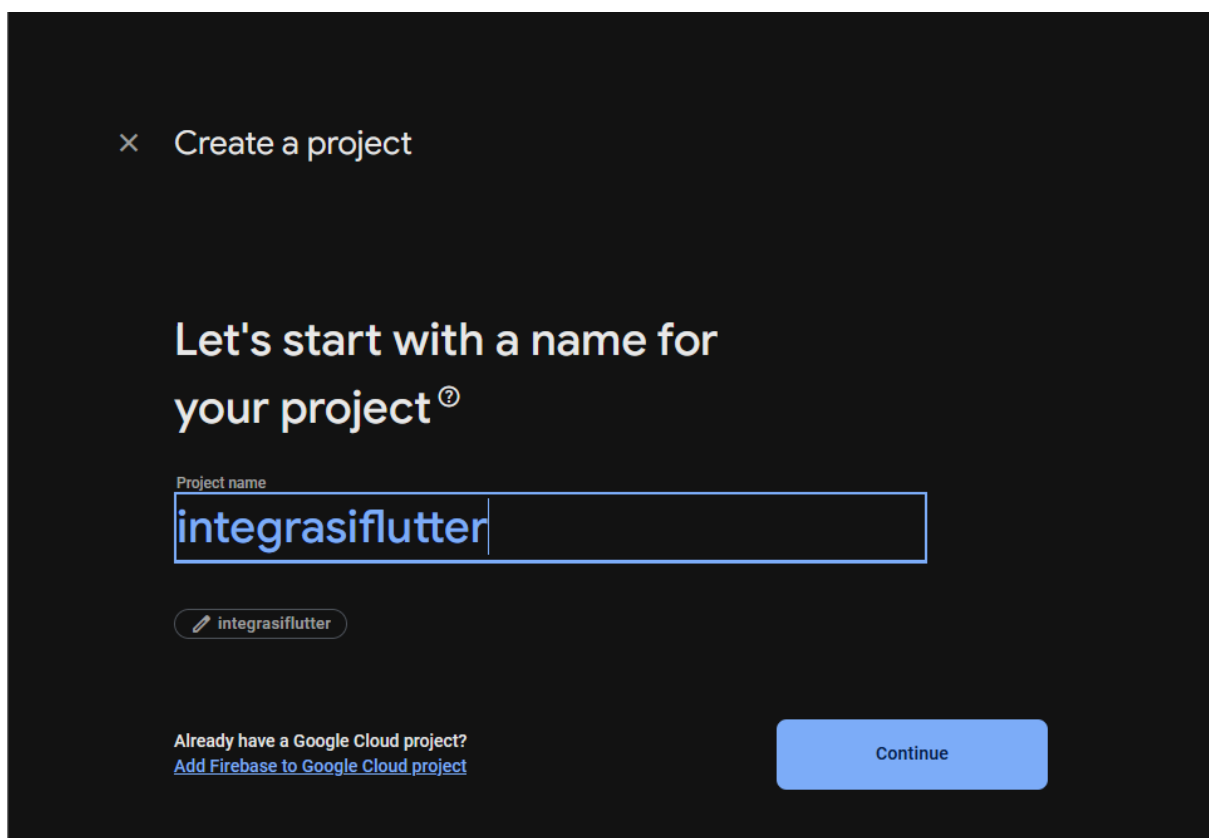 Create a project
Let's start with a name for
your project
Project name
integrasiflutter
integrasiflutter
Already have a Google Cloud project?
Add Firebase to Google Cloud project
Continue